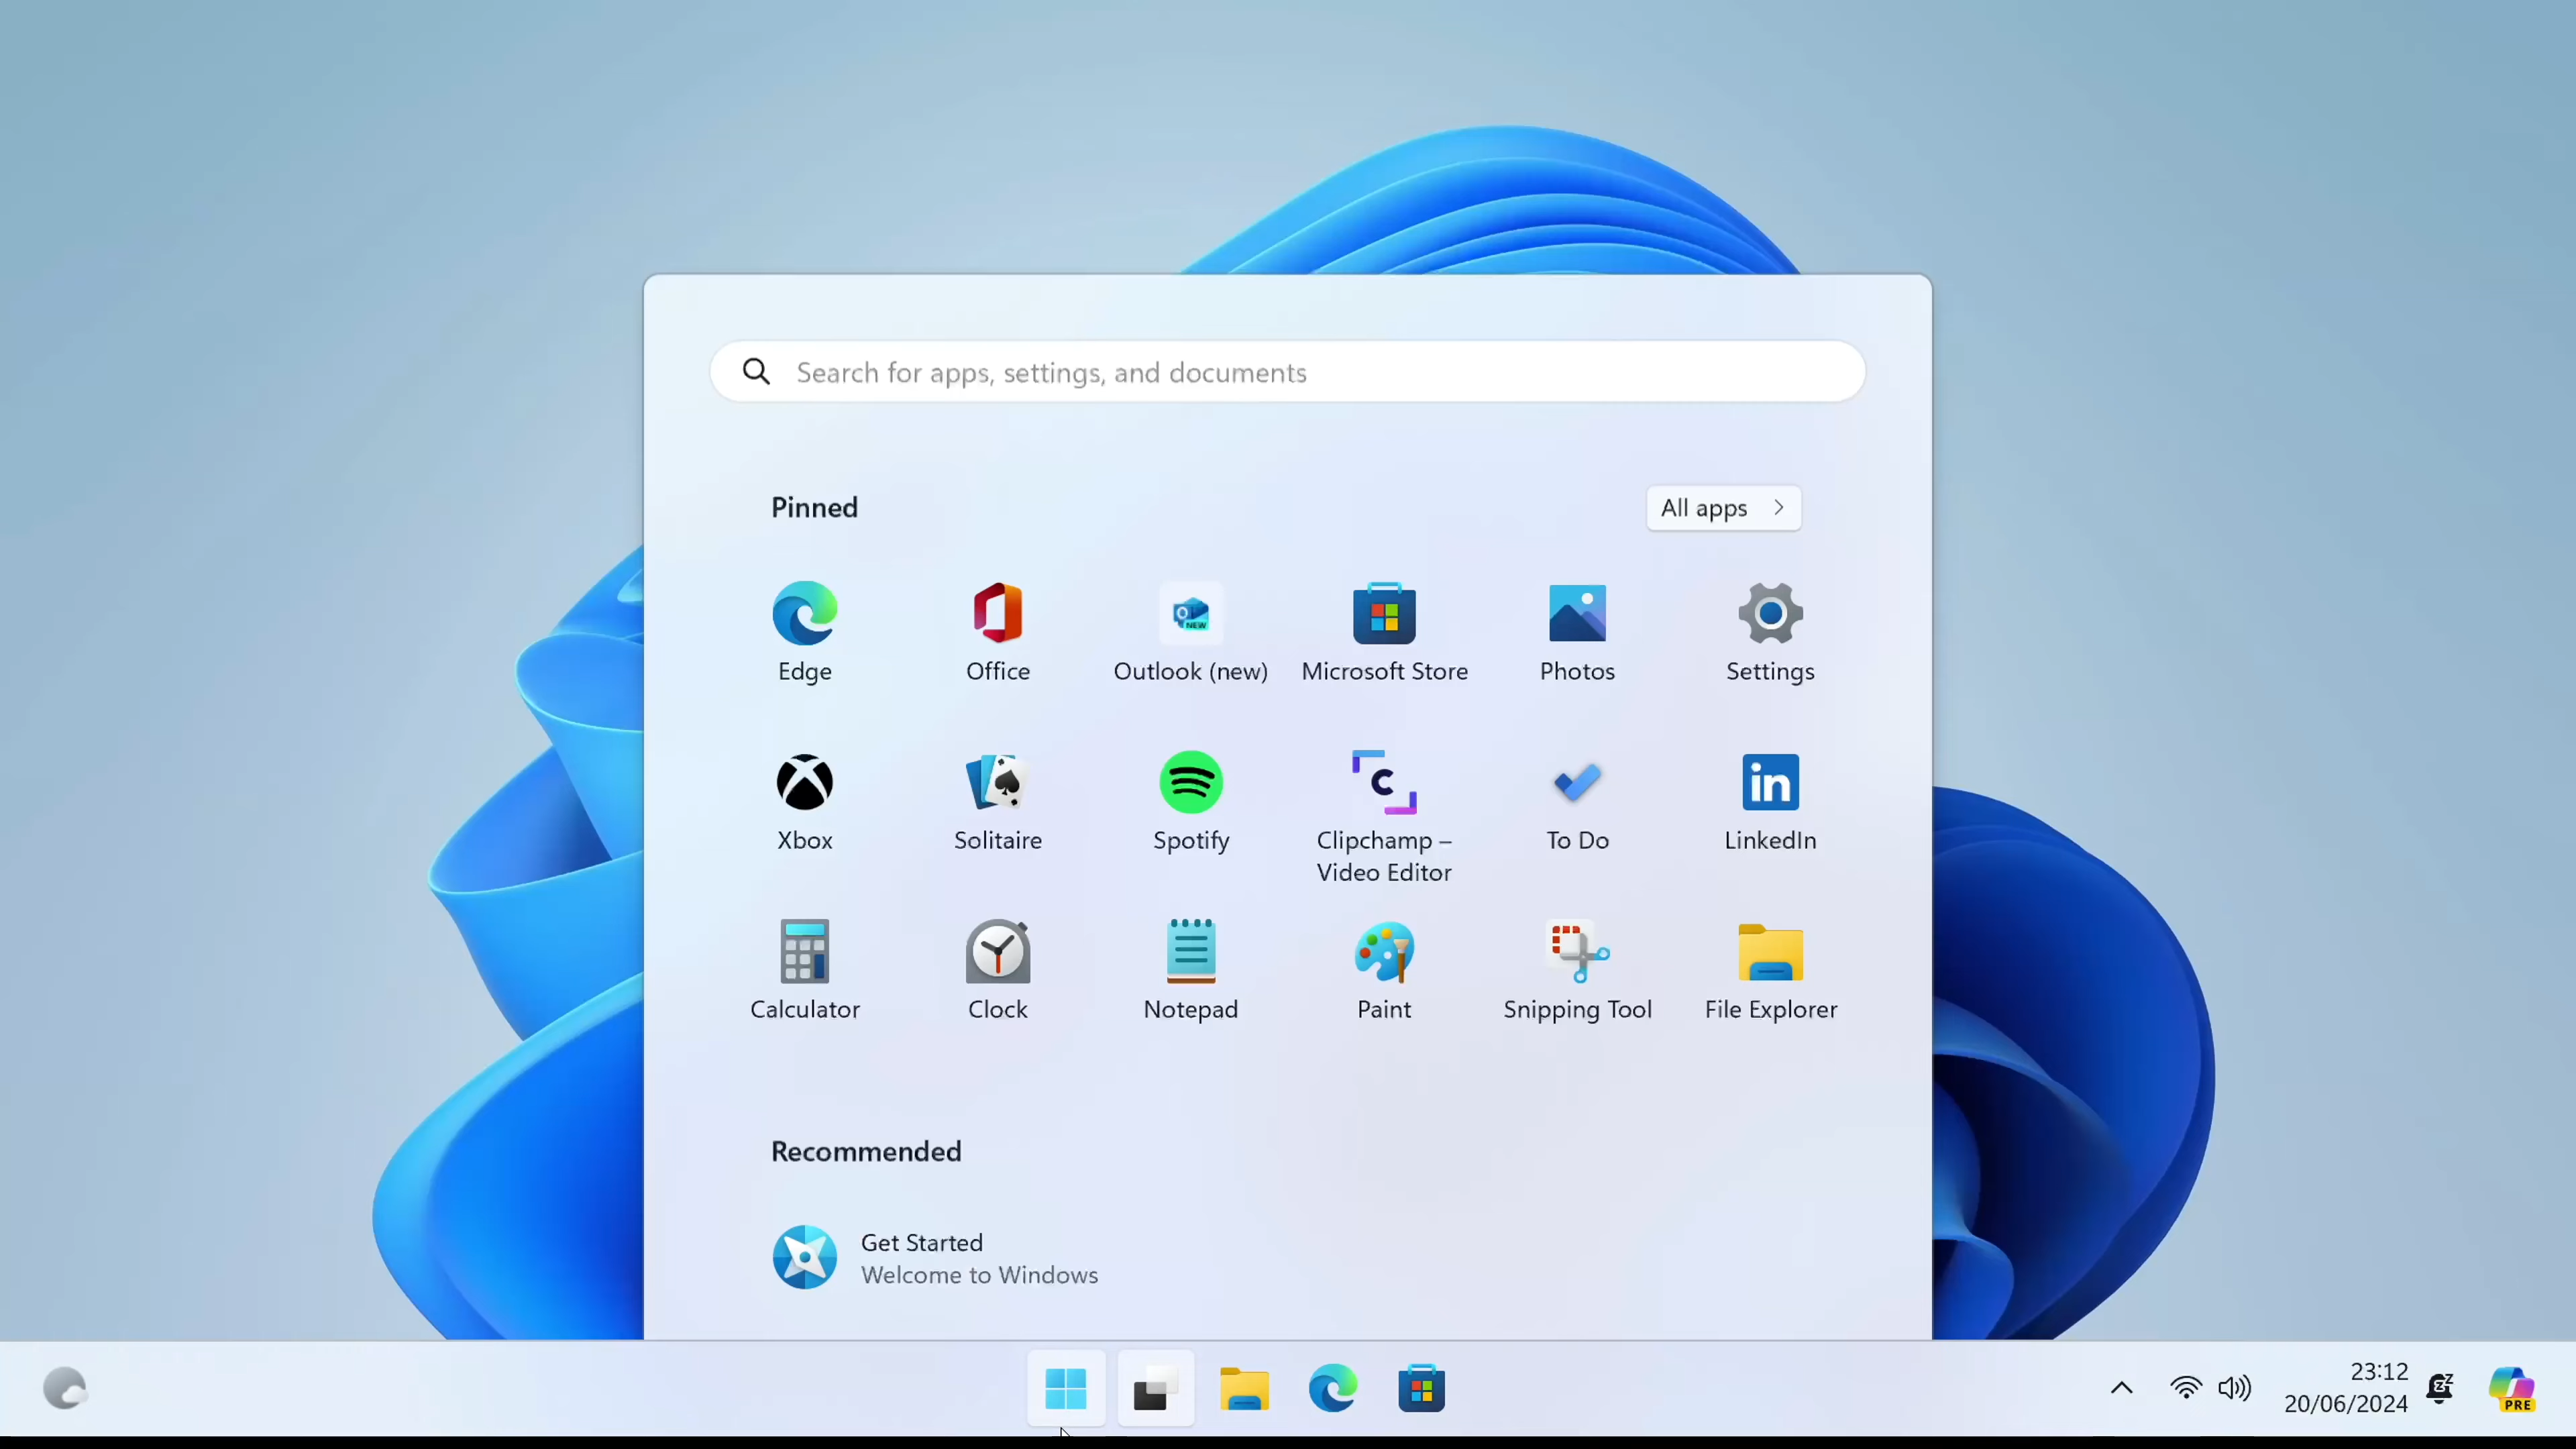 Search for apps, settings, and documents
Pinned
All apps
Edge
Office
Outlook (new)
Microsoft Store
Photos
Settings
Xbox
Solitaire
Spotify
Clipchamp –
Video Editor
To Do
LinkedIn
Calculator
Clock
Notepad
Paint
Snipping Tool
File Explorer
Recommended
Get Started
Welcome to Windows
23:12
20/06/2024
PRE